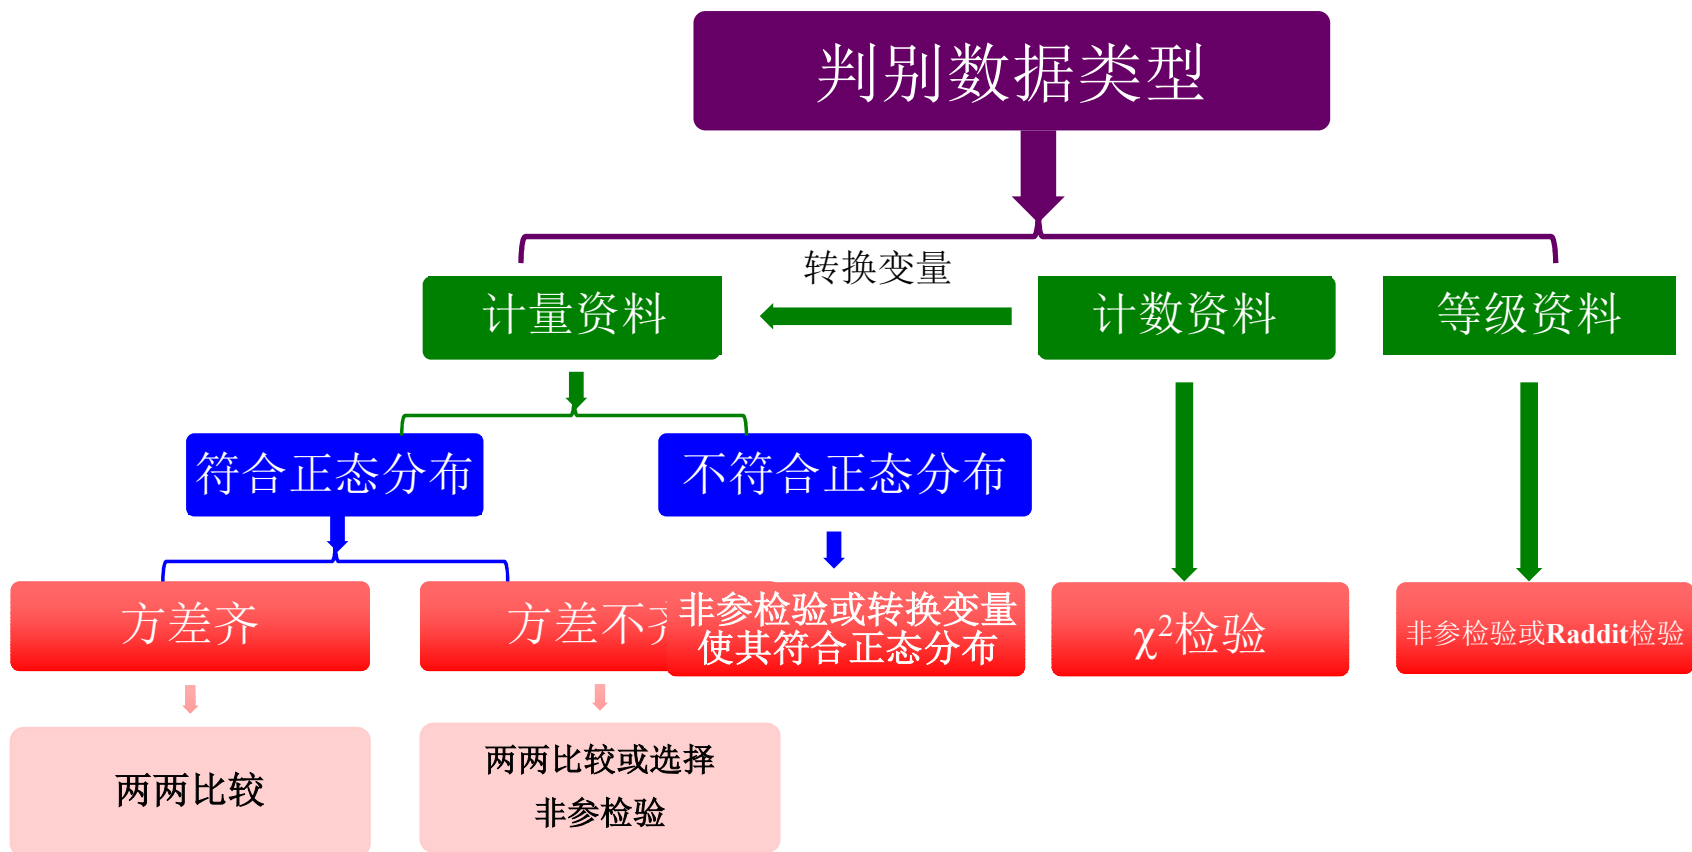 判别数据类型
转换变量
计量资料
计数资料
等级资料
符合正态分布
不符合正态分布
方差齐
方差不
非参检验或转换变量
使其符合正态分布
χ²检验
非参检验或Raddit检验
两两比较
两两比较或选择
非参检验